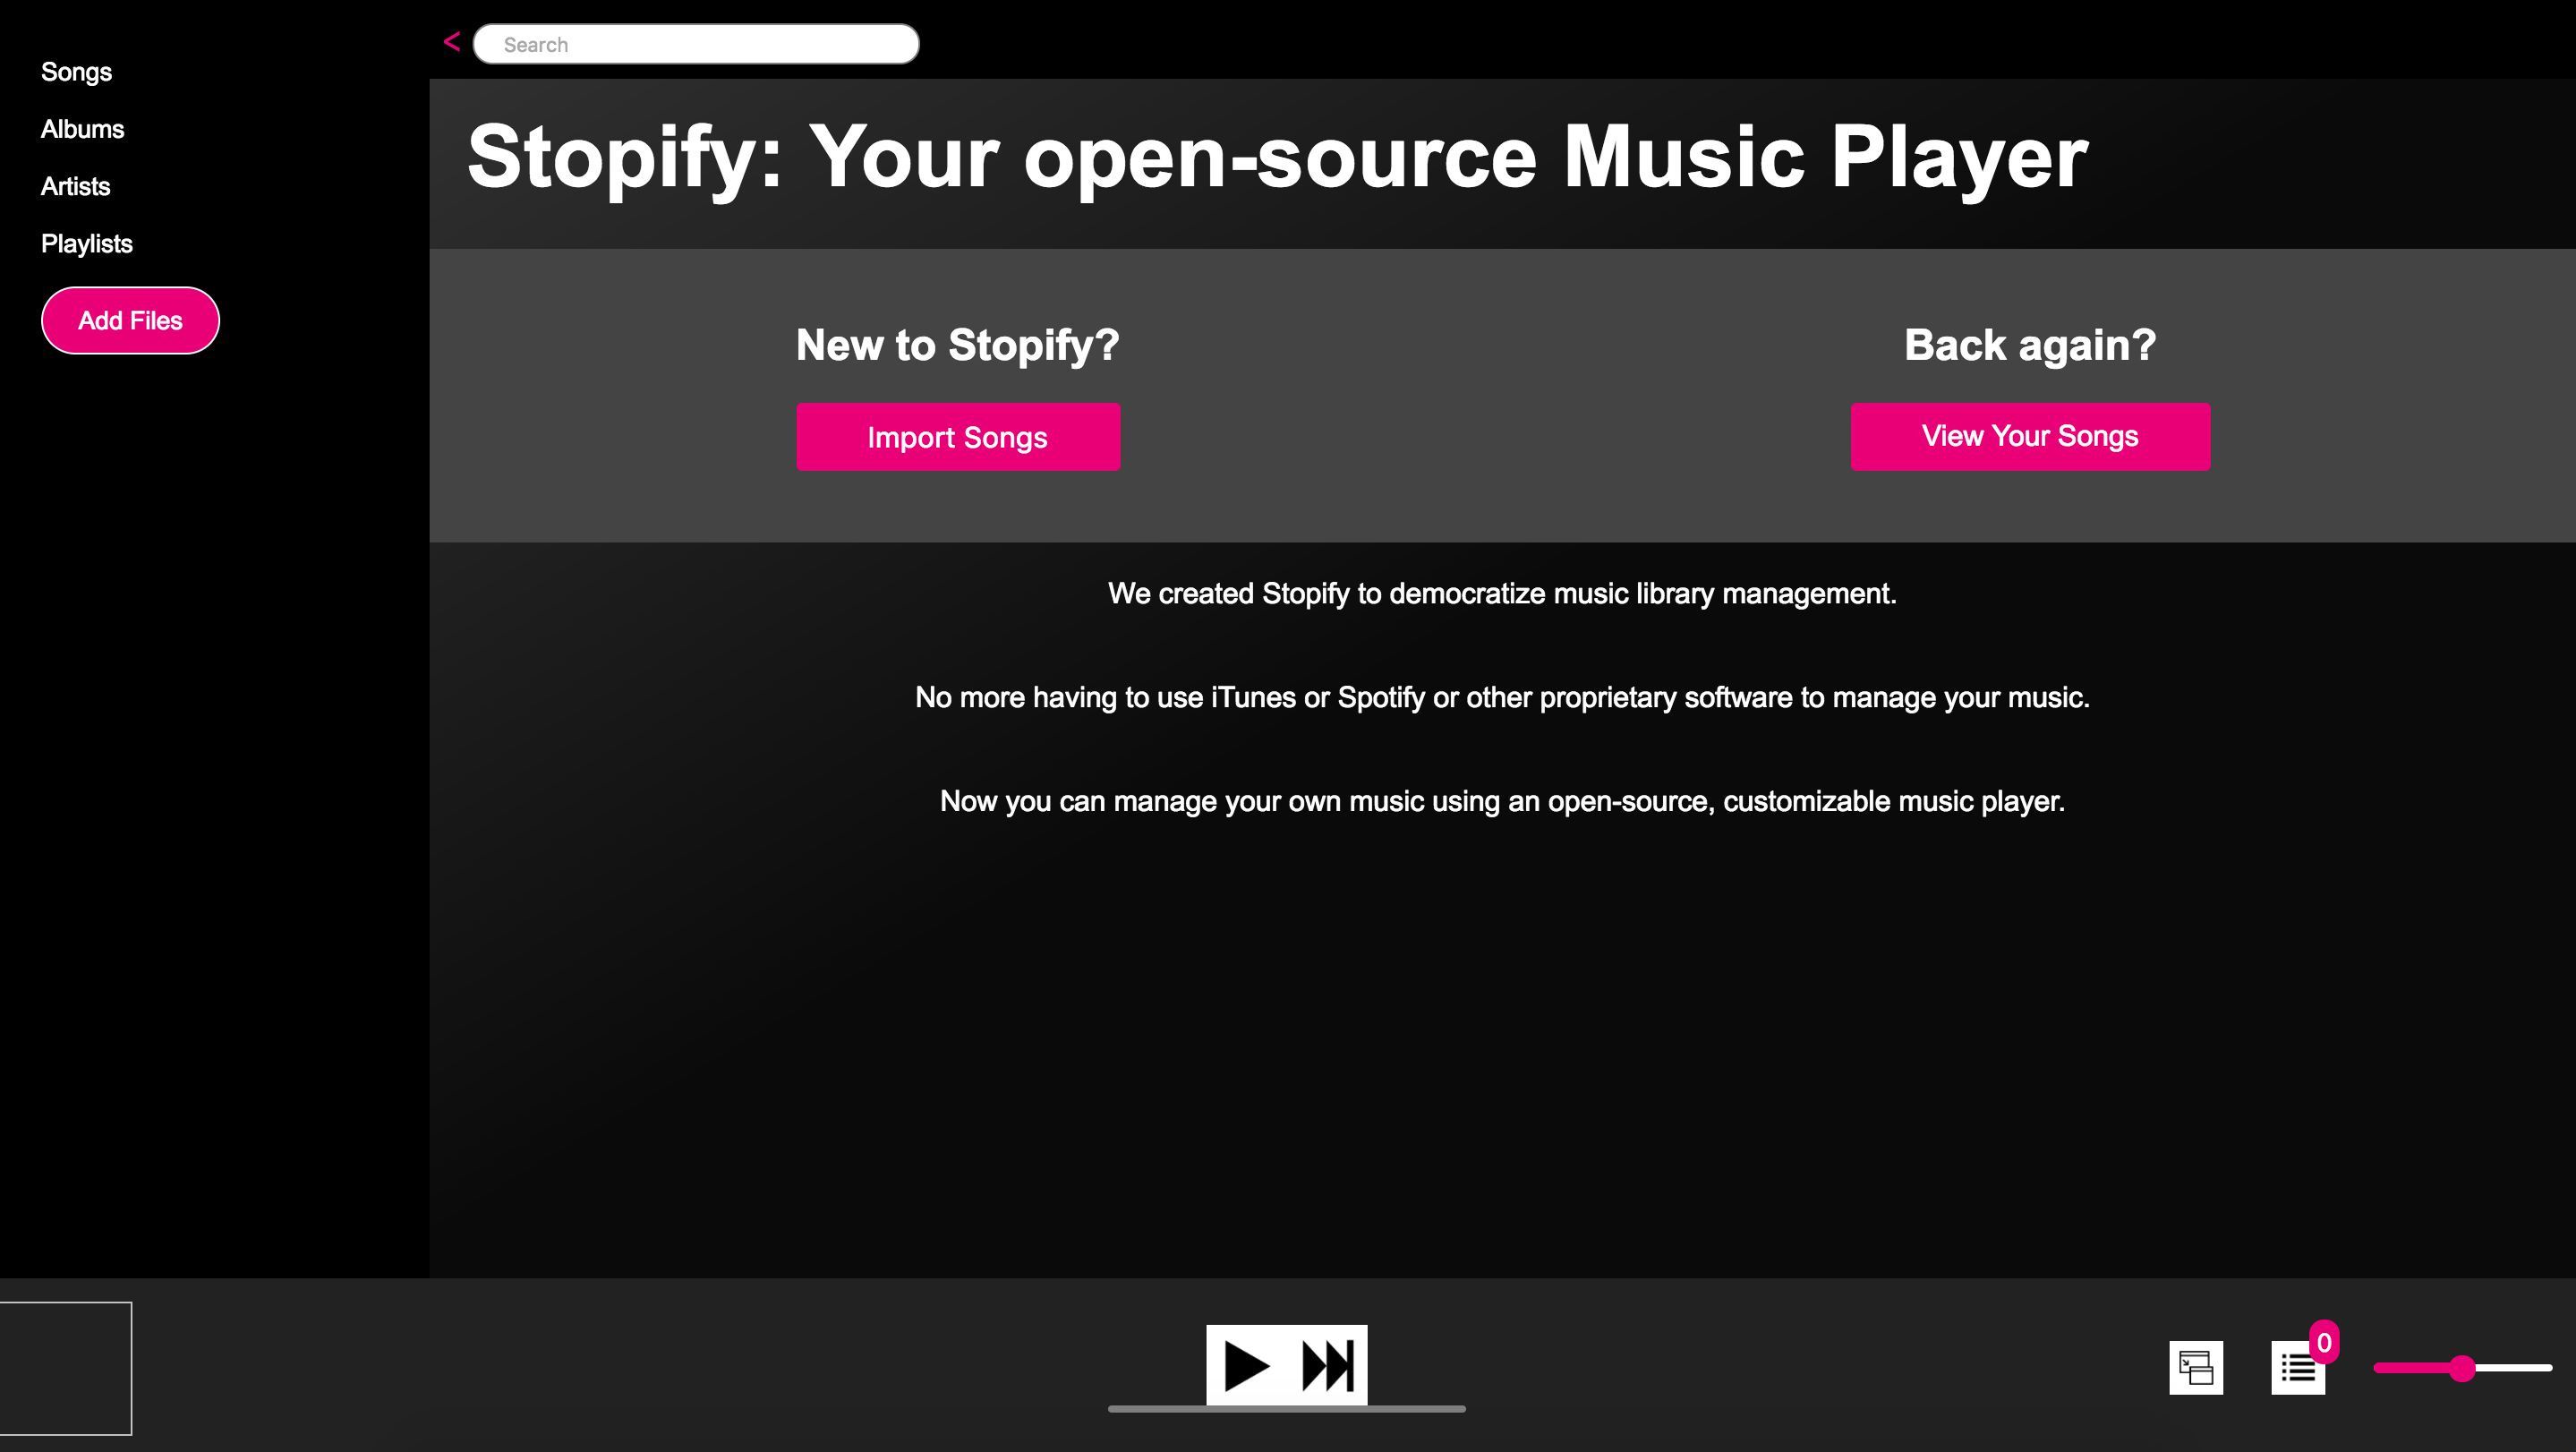 <
Search
Songs
Albums
Artists
Playlists
Add Files
Stopify: Your open-source Music Player
New to Stopify?
Import Songs
Back again?
View Your Songs
We created Stopify to democratize music library management.
No more having to use iTunes or Spotify or other proprietary software to manage your music.
Now you can manage your own music using an open-source, customizable music player.
0